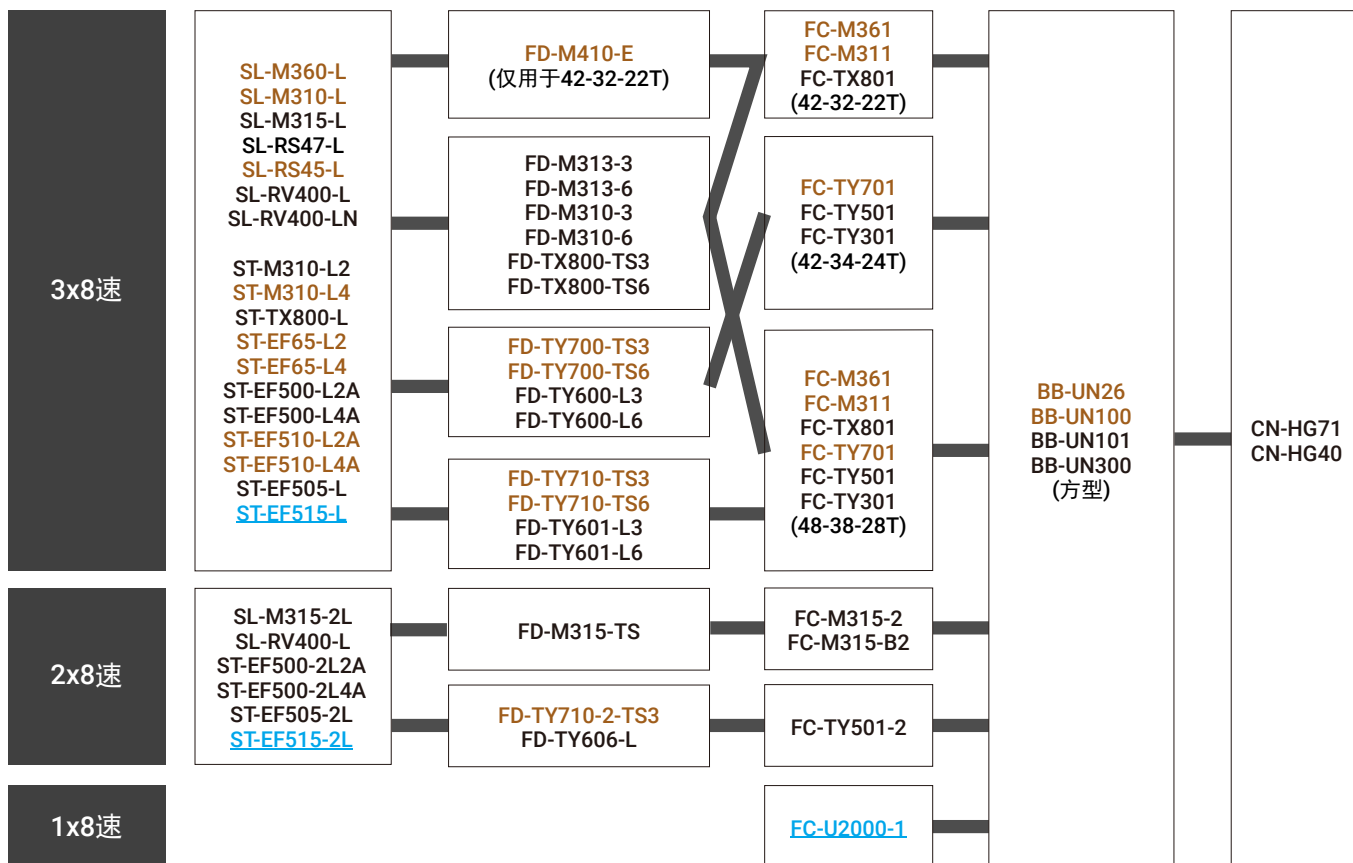 3x8速
SL-M360-L
SL-M310-L
SL-M315-L
SL-RS47-L
SL-RS45-L
SL-RV400-L
SL-RV400-LN
ST-M310-L2
ST-M310-L4
ST-TX800-L
ST-EF65-L2
ST-EF65-L4
ST-EF500-L2A
ST-EF500-L4A
ST-EF510-L2A
ST-EF510-L4A
ST-EF505-L
ST-EF515-L
FD-M410-E
(仅用于42-32-22T)
FD-M313-3
FD-M313-6
FD-M310-3
FD-M310-6
FD-TX800-TS3
FD-TX800-TS6
FD-TY700-TS3
FD-TY700-TS6
FD-TY600-L3
FD-TY600-L6
FD-TY710-TS3
FD-TY710-TS6
FD-TY601-L3
FD-TY601-L6
FC-M361
FC-M311
FC-TX801
(42-32-22T)
FC-TY701
FC-TY501
FC-TY301
(42-34-24T)
FC-M361
FC-M311
FC-TX801
FC-TY701
FC-TY501
FC-TY301
(48-38-28T)
BB-UN26
BB-UN100
BB-UN101
BB-UN300
(方型)
CN-HG71
CN-HG40
2x8速
SL-M315-2L
SL-RV400-L
ST-EF500-2L2A
ST-EF500-2L4A
ST-EF505-2L
ST-EF515-2L
FD-M315-TS
FD-TY710-2-TS3
FD-TY606-L
FC-M315-2
FC-M315-B2
FC-TY501-2
1x8速
FC-U2000-1